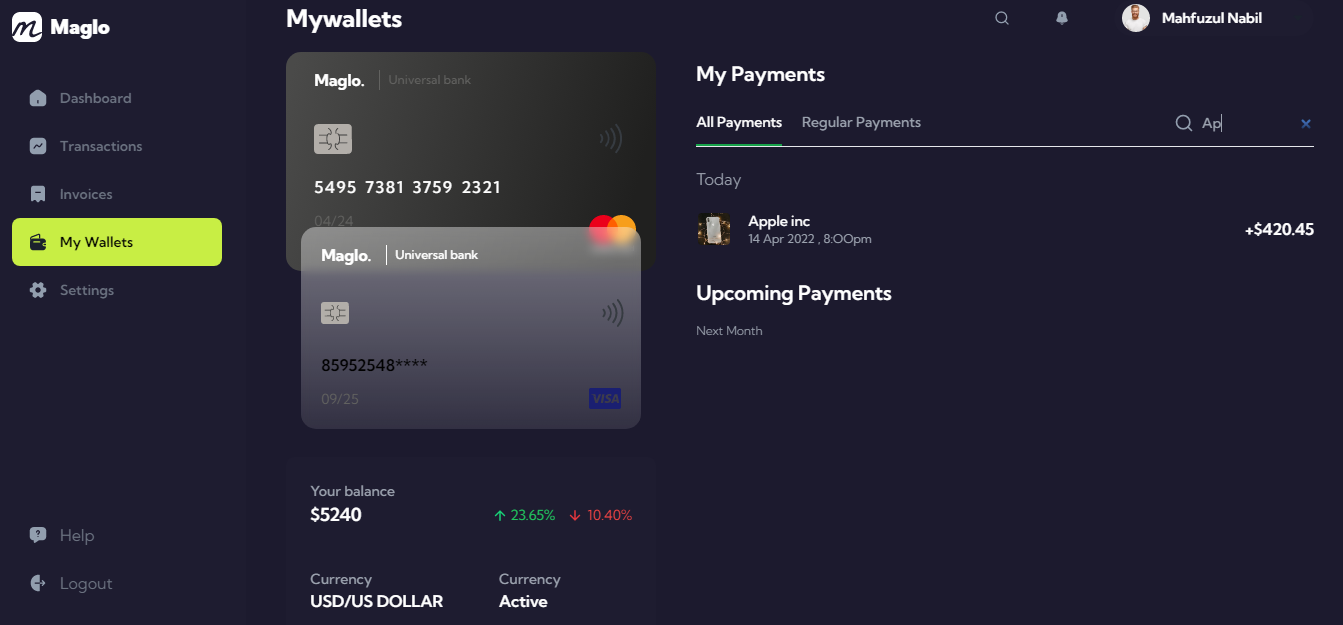 Maglo
Dashboard
Transactions
Invoices
My Wallets
Settings
Help
Logout
Mywallets
Mahfuzul Nabil
Maglo. Universal bank
5495 7381 3759 2321
04/24
Maglo. Universal bank
85952548****
09/25
VISA
Your balance
$5240
23.65% 10.40%
Currency Currency
USD/US DOLLAR Active
My Payments
All Payments Regular Payments Ap
Today
Apple inc
14 Apr 2022 , 8:00pm
+$420.45
Upcoming Payments
Next Month